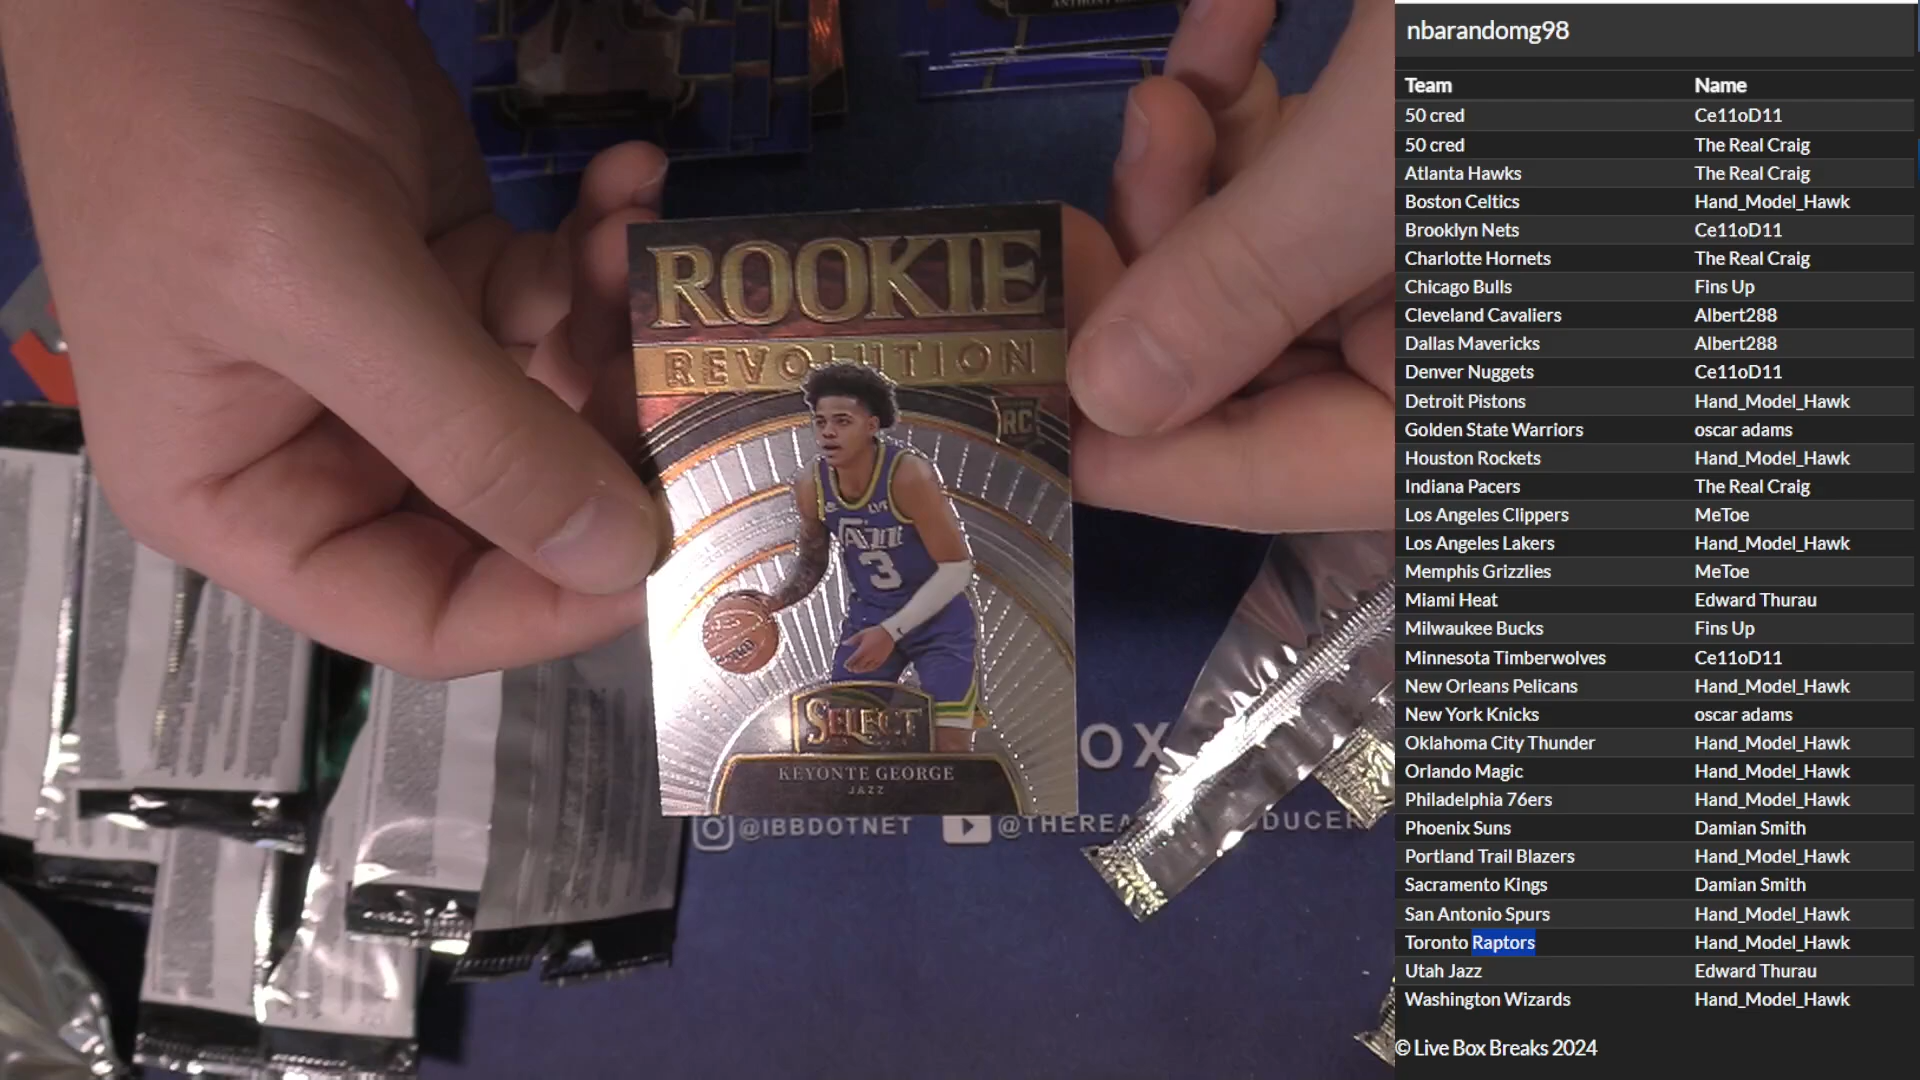 ROOKIE
REVOLUTION
RC
3
SELECT
KEYONTE GEORGE
JAZZ
@IBBDOTNET
nbarandomg98
Team Name
50 cred Ce11oD11
50 cred The Real Craig
Atlanta Hawks The Real Craig
Boston Celtics Hand_Model_Hawk
Brooklyn Nets Ce11oD11
Charlotte Hornets The Real Craig
Chicago Bulls Fins Up
Cleveland Cavaliers Albert288
Dallas Mavericks Albert288
Denver Nuggets Ce11oD11
Detroit Pistons Hand_Model_Hawk
Golden State Warriors oscar adams
Houston Rockets Hand_Model_Hawk
Indiana Pacers The Real Craig
Los Angeles Clippers MeToe
Los Angeles Lakers Hand_Model_Hawk
Memphis Grizzlies MeToe
Miami Heat Edward Thurau
Milwaukee Bucks Fins Up
Minnesota Timberwolves Ce11oD11
New Orleans Pelicans Hand_Model_Hawk
New York Knicks oscar adams
Oklahoma City Thunder Hand_Model_Hawk
Orlando Magic Hand_Model_Hawk
Philadelphia 76ers Hand_Model_Hawk
Phoenix Suns Damian Smith
Portland Trail Blazers Hand_Model_Hawk
Sacramento Kings Damian Smith
San Antonio Spurs Hand_Model_Hawk
Toronto Raptors Hand_Model_Hawk
Utah Jazz Edward Thurau
Washington Wizards Hand_Model_Hawk
© Live Box Breaks 2024